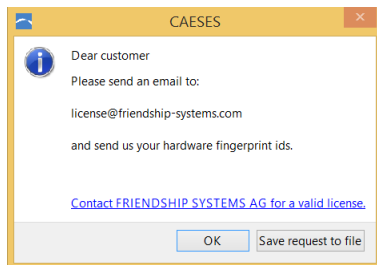 CAESES
Dear customer
Please send an email to:
license@friendship-systems.com
and send us your hardware fingerprint ids.
Contact FRIENDSHIP SYSTEMS AG for a valid license.
OK
Save request to file